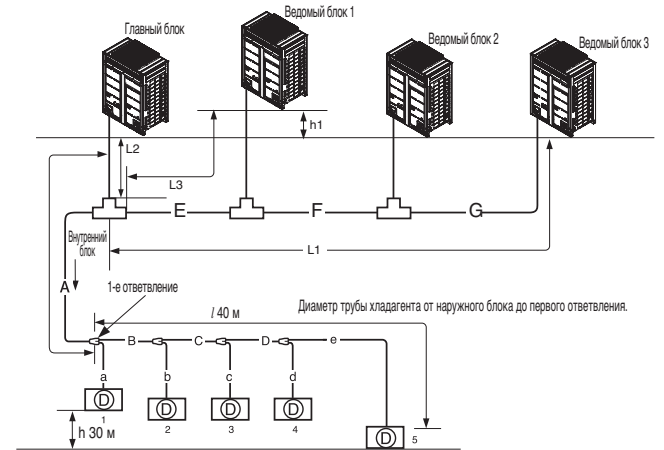 Главный блок
Ведомый блок 1
Ведомый блок 2
Ведомый блок 3
h1
L2
L3
E
F
G
Внутренний
блок
L1
A
1-е ответвление
l 40 м
Диаметр трубы хладагента от наружного блока до первого ответвления.
B
C
D
e
a
b
c
d
D
D
D
D
D
1
2
3
4
5
h 30 м